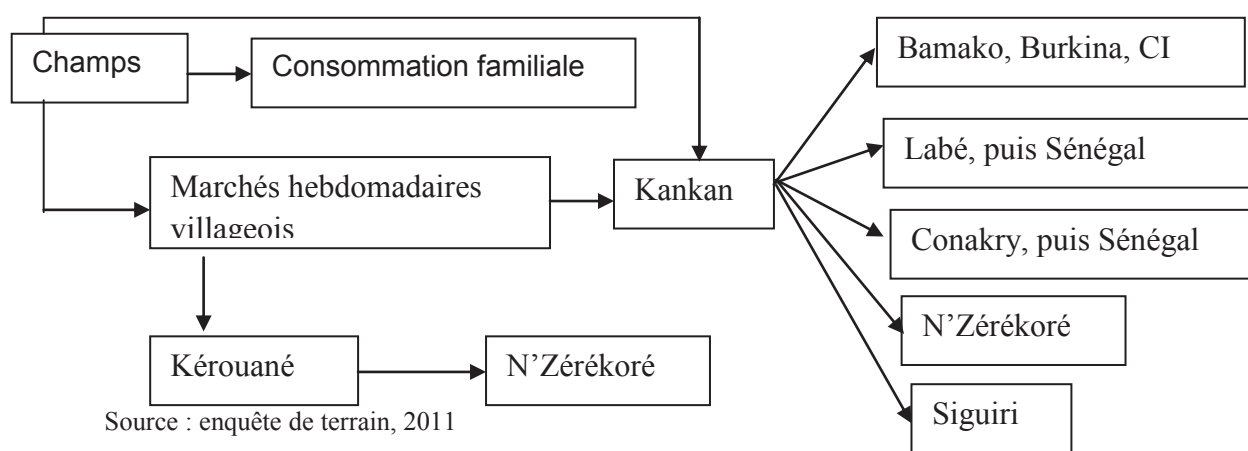 Champs
Consommation familiale
Bamako, Burkina, CI
Labé, puis Sénégal
Marchés hebdomadaires
villageois
Kankan
Conakry, puis Sénégal
N’Zérékoré
Kérouané
N’Zérékoré
Siguiri
Source : enquête de terrain, 2011